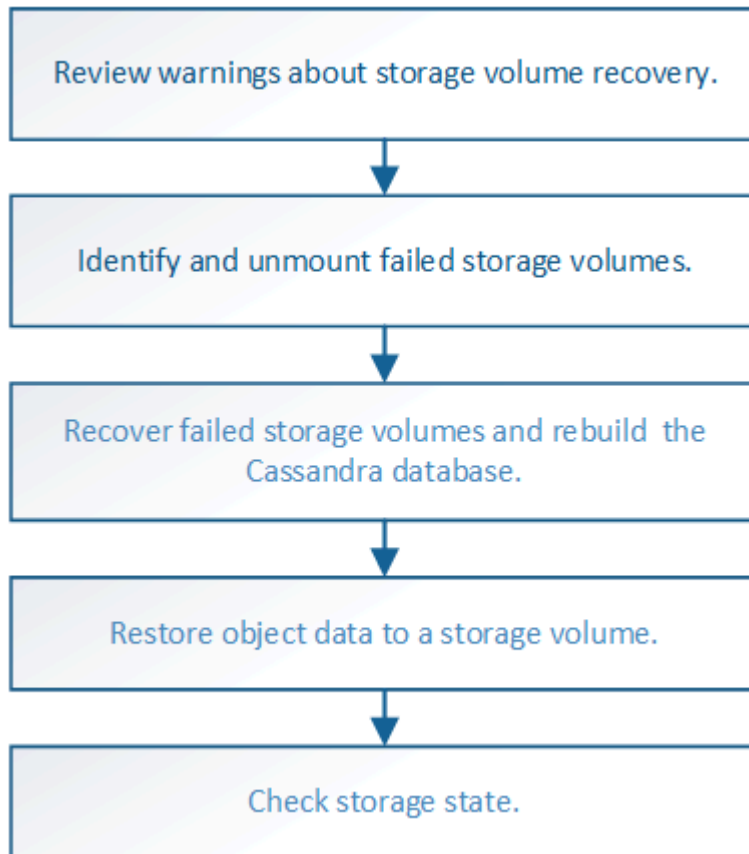 Review warnings about storage volume recovery.
Identify and unmount failed storage volumes.
Recover failed storage volumes and rebuild the
Cassandra database.
Restore object data to a storage volume.
Check storage state.